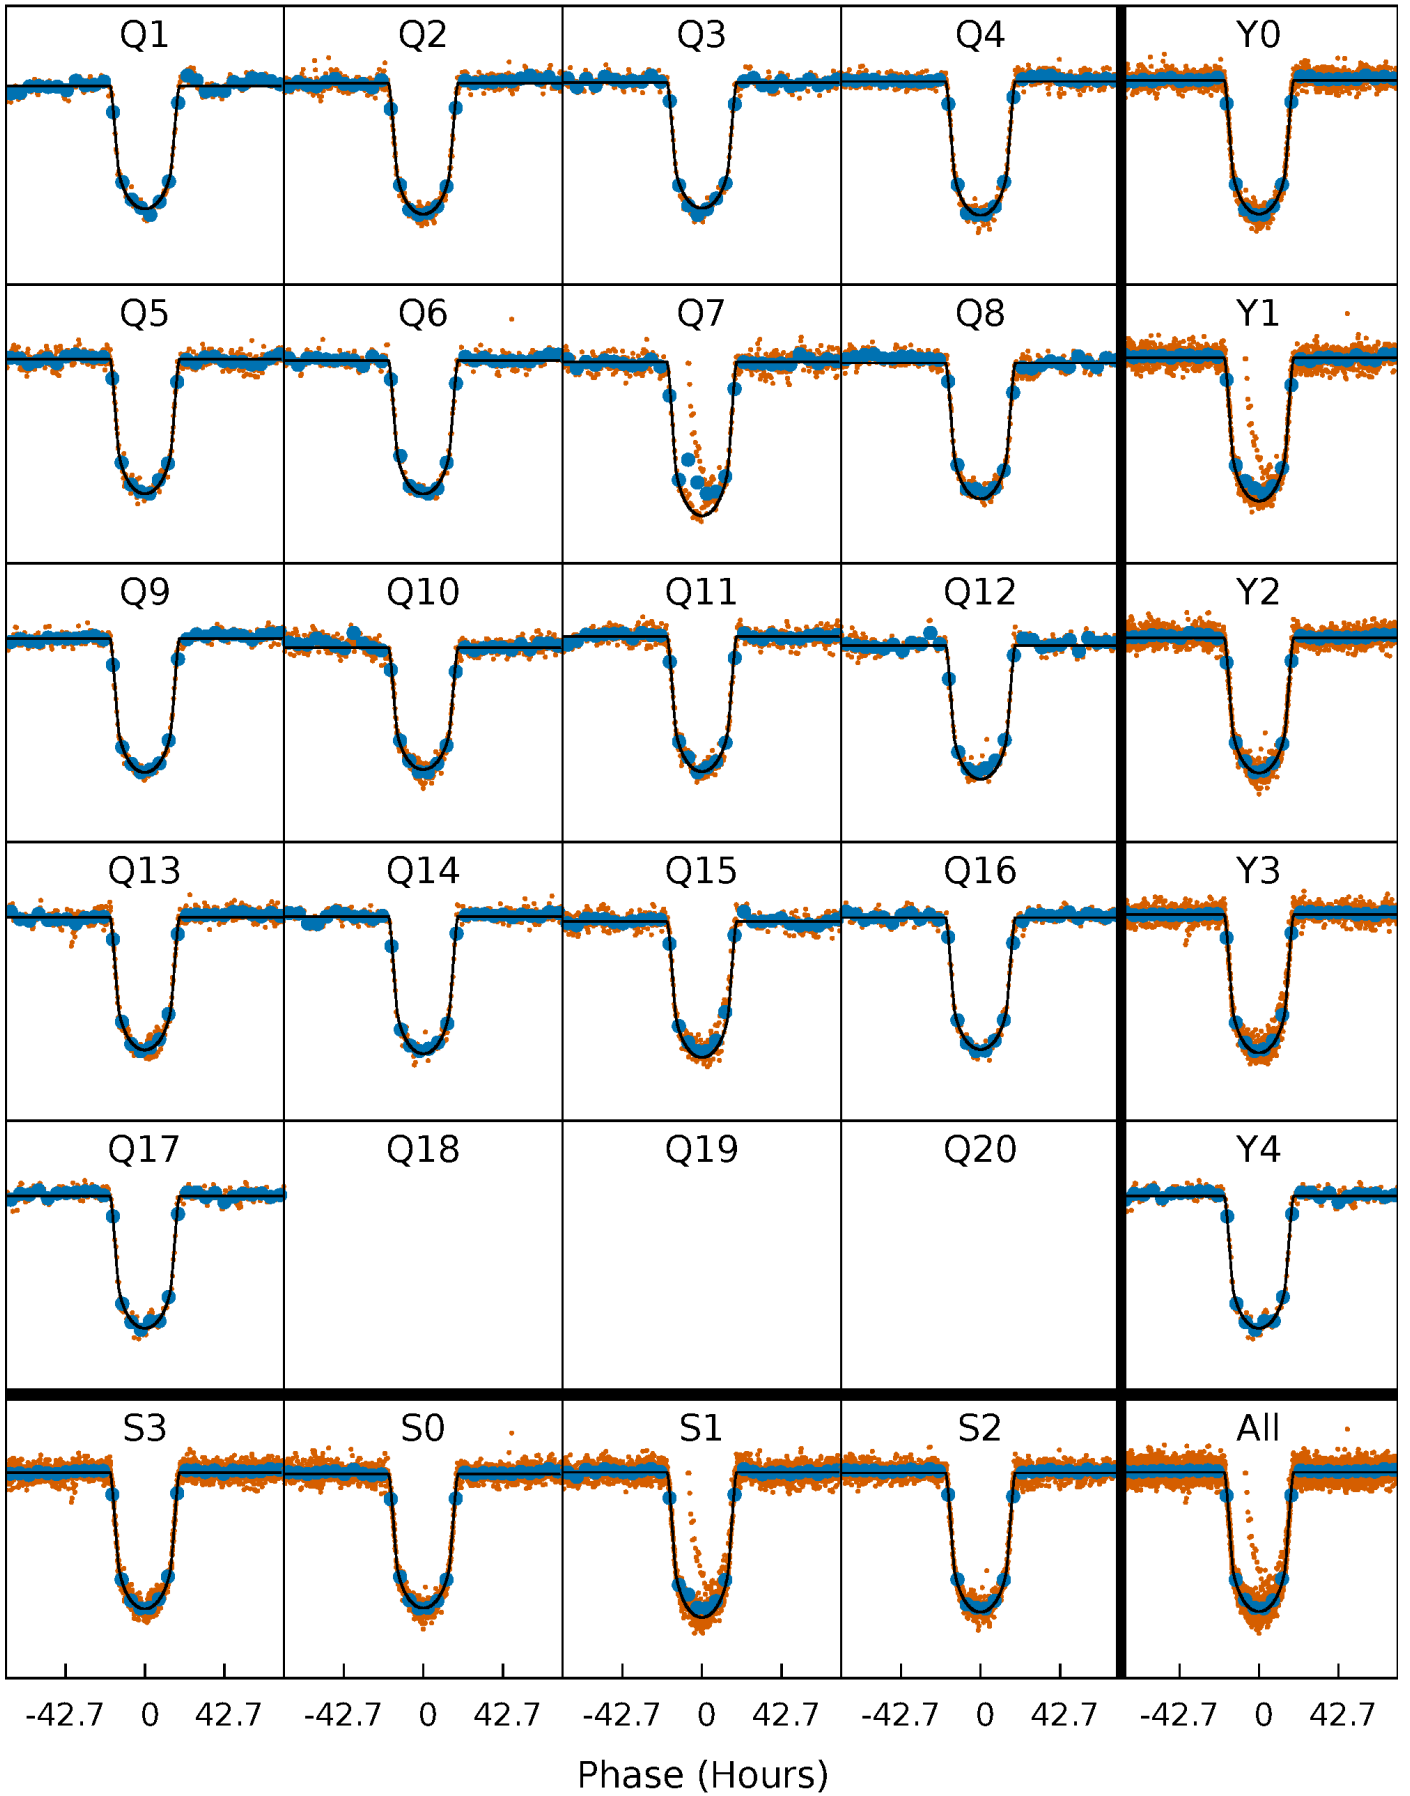 Q1 Q2 Q3 Q4 Y0
Q5 Q6 Q7 Q8 Y1
Q9 Q10 Q11 Q12 Y2
Q13 Q14 Q15 Q16 Y3
Q17 Q18 Q19 Q20 Y4
S3 S0 S1 S2 All
-42.7 0 42.7 -42.7 0 42.7 -42.7 0 42.7 -42.7 0 42.7 -42.7 0 42.7
Phase (Hours)